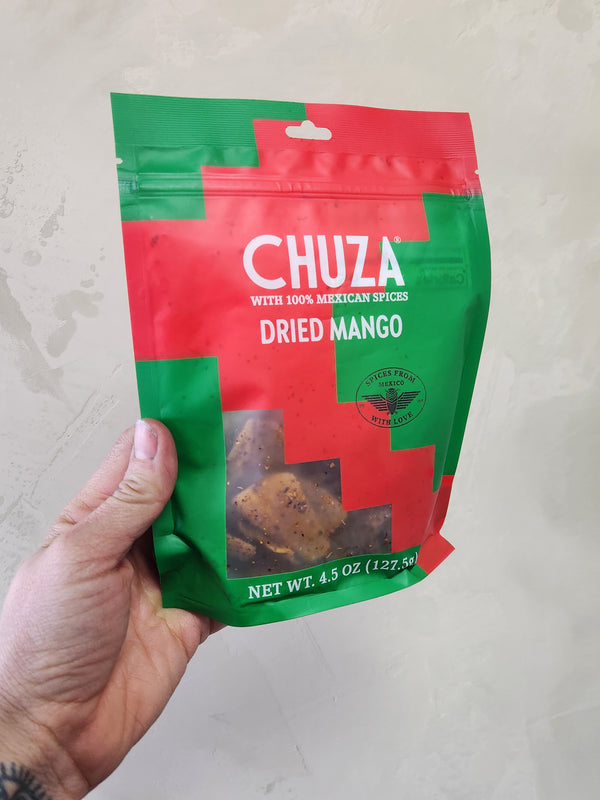 CHUZA®
WITH 100% MEXICAN SPICES
DRIED MANGO
SPICES FROM
MEXICO
WITH LOVE
NET WT. 4.5 OZ (127.5g)